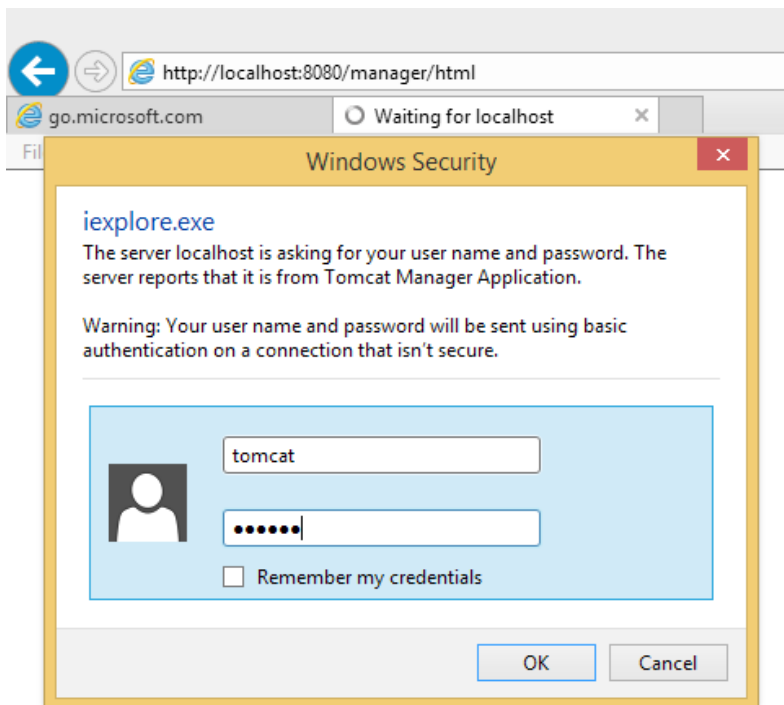 http://localhost:8080/manager/html
go.microsoft.com
Waiting for localhost
Fil
Windows Security
iexplore.exe
The server localhost is asking for your user name and password. The
server reports that it is from Tomcat Manager Application.
Warning: Your user name and password will be sent using basic
authentication on a connection that isn't secure.
tomcat
••••••
Remember my credentials
OK
Cancel